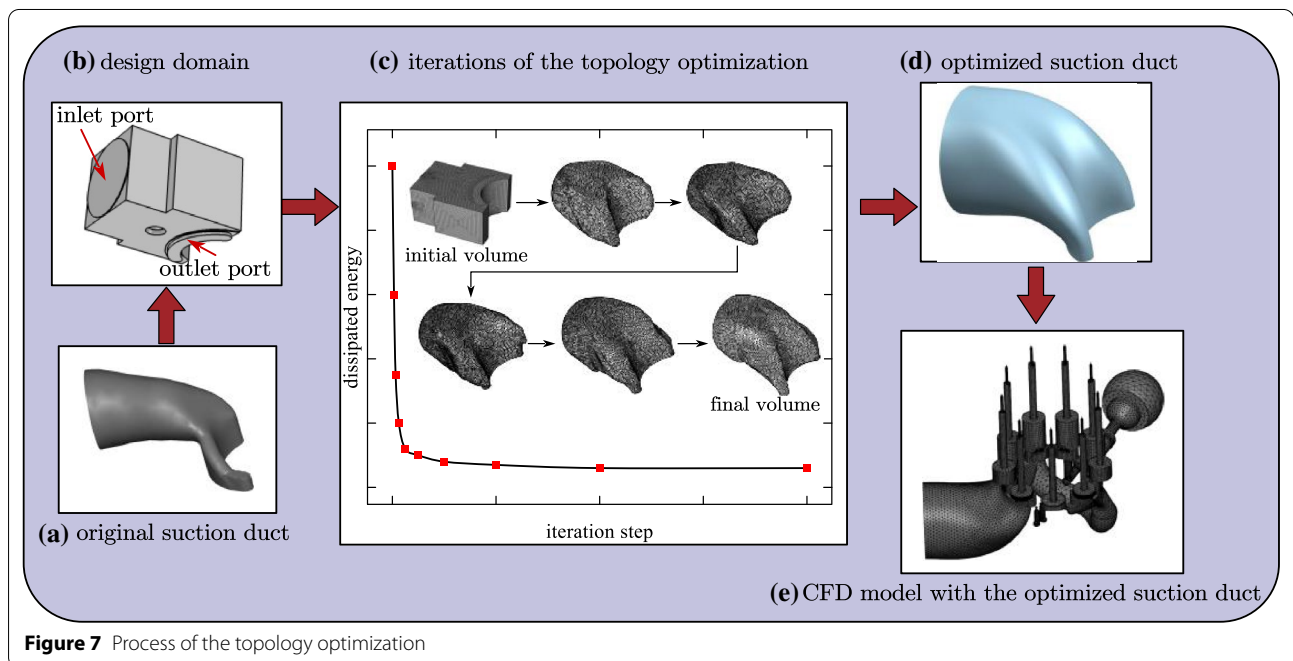 (b) design domain
(c) iterations of the topology optimization
(d) optimized suction duct
inlet port
outlet port
initial volume
final volume
dissipated energy
iteration step
(a) original suction duct
(e) CFD model with the optimized suction duct
Figure 7 Process of the topology optimization